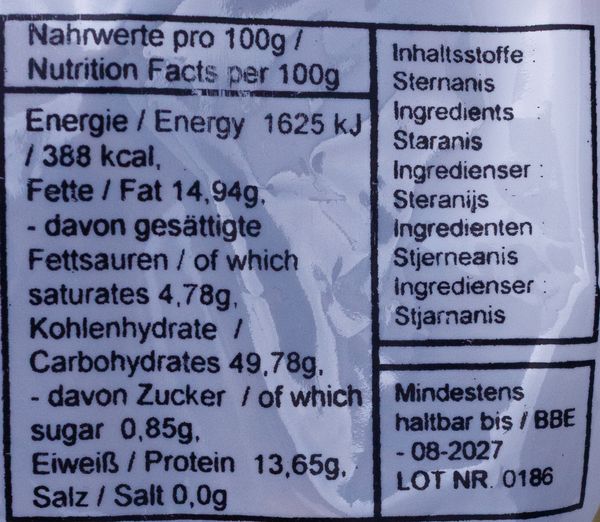 Nahrwerte pro 100g /
Nutrition Facts per 100g
Energie / Energy 1625 kJ
/ 388 kcal,
Fette / Fat 14,94g,
- davon gesättigte
Fettsauren / of which
saturates 4,78g,
Kohlenhydrate /
Carbohydrates 49,78g,
- davon Zucker / of which
sugar 0,85g,
Eiweiß / Protein 13,65g,
Salz / Salt 0,0g
Inhaltsstoffe :
Sternanis
Ingredients :
Staranis
Ingredienser :
Steranijs
Ingredienten :
Stjerneanis
Ingredienser :
Stjarnanis
Mindestens
haltbar bis / BBE
- 08-2027
LOT NR. 0186